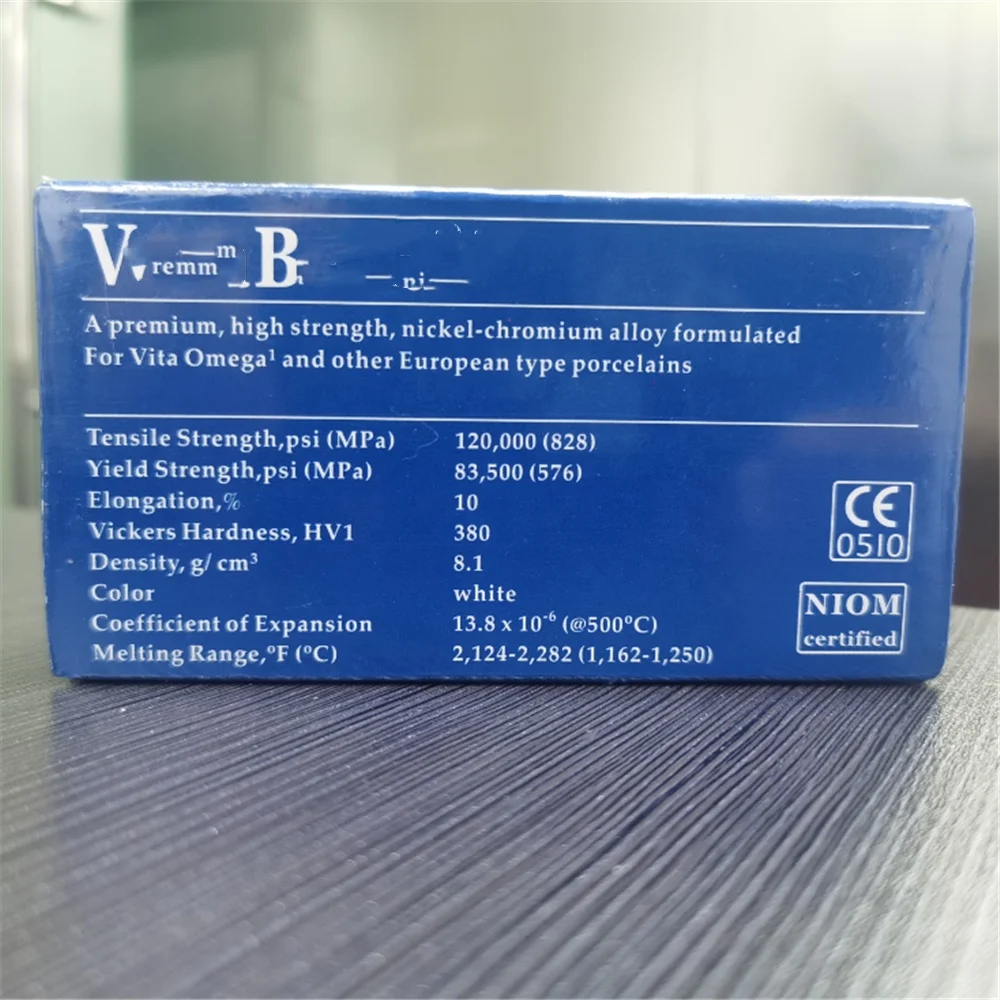 A premium, high strength, nickel-chromium alloy formulated
For Vita Omega¹ and other European type porcelains
Tensile Strength,psi (MPa) 120,000 (828)
Yield Strength,psi (MPa) 83,500 (576)
Elongation,% 10
Vickers Hardness, HV1 380
Density, g/ cm³ 8.1
Color white
Coefficient of Expansion 13.8 x 10⁻⁶ (@500ºC)
Melting Range,ºF (ºC) 2,124-2,282 (1,162-1,250)
CE
0510
NIOM
certified